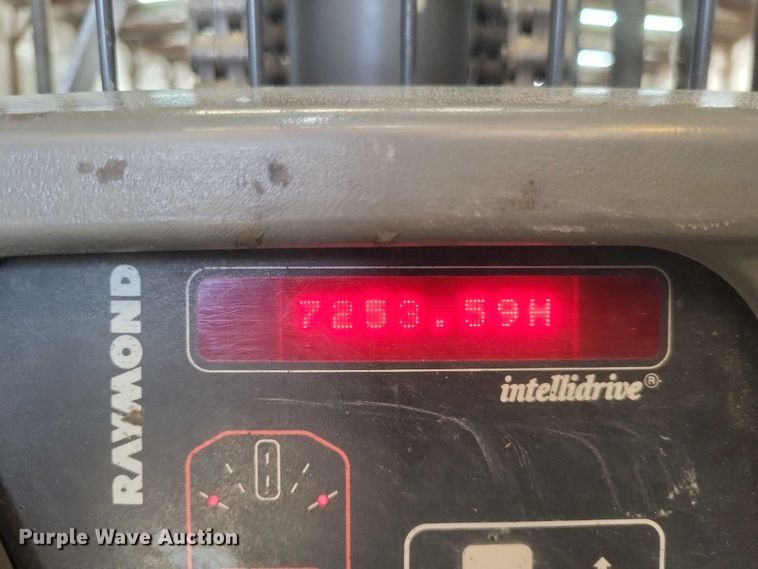 7253.59H
RAYMOND
intellidrive®
Purple Wave Auction